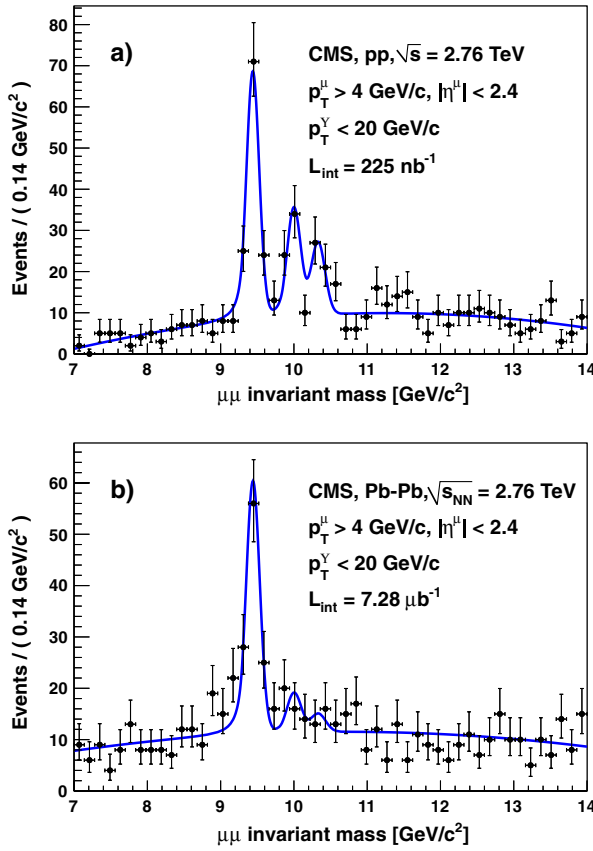 a)
CMS, pp, √s = 2.76 TeV
p_T^μ > 4 GeV/c, |η^μ| < 2.4
p_T^Υ < 20 GeV/c
L_int = 225 nb⁻¹
Events / ( 0.14 GeV/c² )
80
70
60
50
40
30
20
10
0
7 8 9 10 11 12 13 14
μμ invariant mass [GeV/c²]
b)
CMS, Pb-Pb, √s_NN = 2.76 TeV
p_T^μ > 4 GeV/c, |η^μ| < 2.4
p_T^Υ < 20 GeV/c
L_int = 7.28 μb⁻¹
Events / ( 0.14 GeV/c² )
60
50
40
30
20
10
0
7 8 9 10 11 12 13 14
μμ invariant mass [GeV/c²]